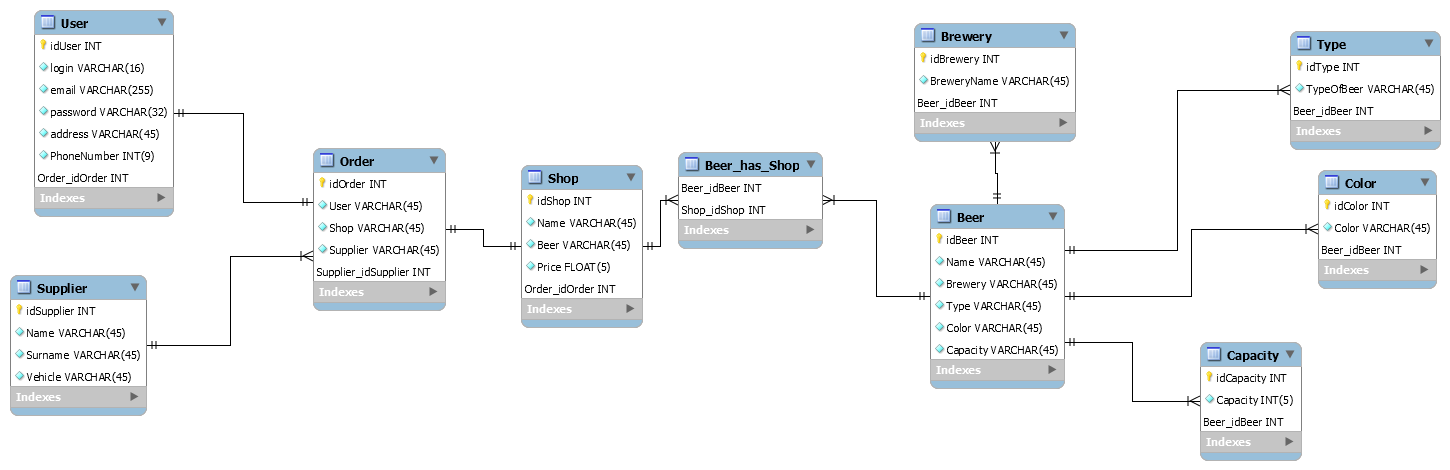 User
idUser INT
login VARCHAR(16)
email VARCHAR(255)
password VARCHAR(32)
address VARCHAR(45)
PhoneNumber INT(9)
Order_idOrder INT
Indexes
Supplier
idSupplier INT
Name VARCHAR(45)
Surname VARCHAR(45)
Vehicle VARCHAR(45)
Indexes
Order
idOrder INT
User VARCHAR(45)
Shop VARCHAR(45)
Supplier VARCHAR(45)
Supplier_idSupplier INT
Indexes
Shop
idShop INT
Name VARCHAR(45)
Beer VARCHAR(45)
Price FLOAT(5)
Order_idOrder INT
Indexes
Beer_has_Shop
Beer_idBeer INT
Shop_idShop INT
Indexes
Brewery
idBrewery INT
BreweryName VARCHAR(45)
Beer_idBeer INT
Indexes
Beer
idBeer INT
Name VARCHAR(45)
Brewery VARCHAR(45)
Type VARCHAR(45)
Color VARCHAR(45)
Capacity VARCHAR(45)
Indexes
Type
idType INT
TypeOfBeer VARCHAR(45)
Beer_idBeer INT
Indexes
Color
idColor INT
Color VARCHAR(45)
Beer_idBeer INT
Indexes
Capacity
idCapacity INT
Capacity INT(5)
Beer_idBeer INT
Indexes